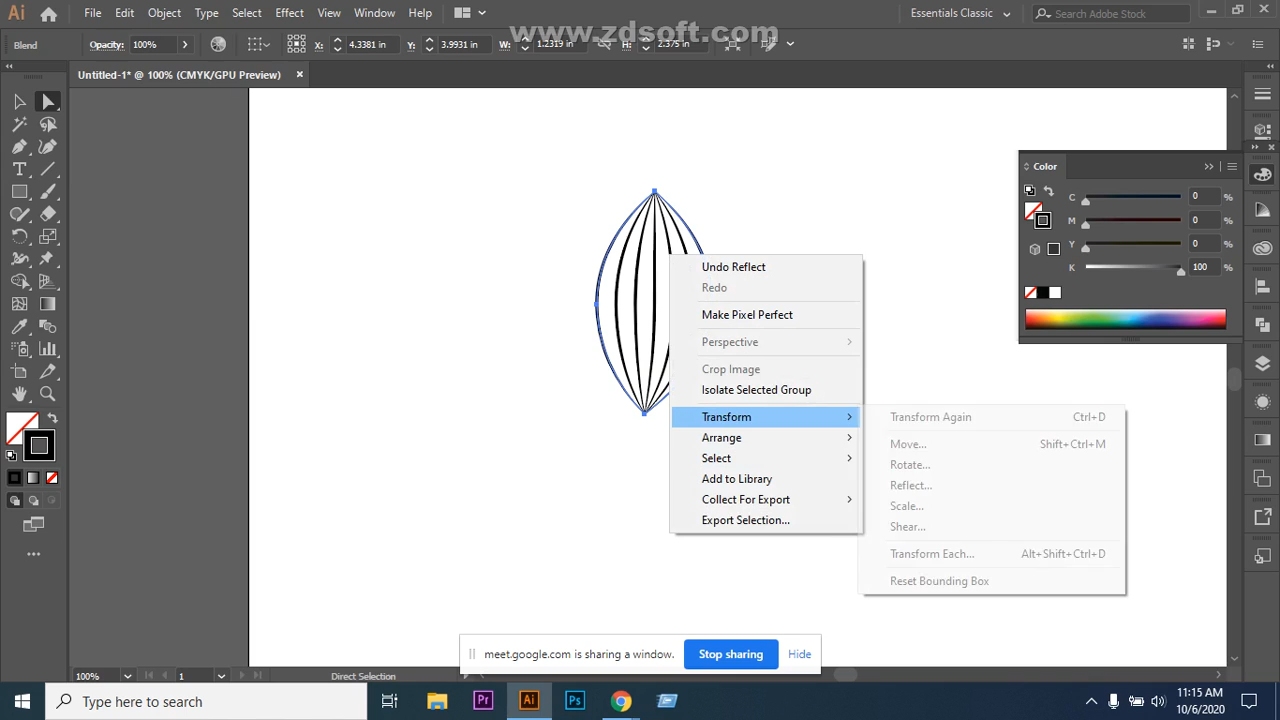 Ai File Edit Object Type Select Effect View Window Help Essentials Classic Search Adobe Stock
www.zdsoft.com
Blend Opacity: 100% X: 4.3381 in Y: 3.9931 in W: 1.2319 in H: 2.375 in
Untitled-1* @ 100% (CMYK/GPU Preview) ×
Color
C 0 %
M 0 %
Y 0 %
K 100 %
Undo Reflect
Redo
Make Pixel Perfect
Perspective
Crop Image
Isolate Selected Group
Transform
Arrange
Select
Add to Library
Collect For Export
Export Selection...
Transform Again Ctrl+D
Move... Shift+Ctrl+M
Rotate...
Reflect...
Scale...
Shear...
Transform Each... Alt+Shift+Ctrl+D
Reset Bounding Box
meet.google.com is sharing a window. Stop sharing Hide
100% 1 Direct Selection
Type here to search Pr Ai Ps
11:15 AM
10/6/2020